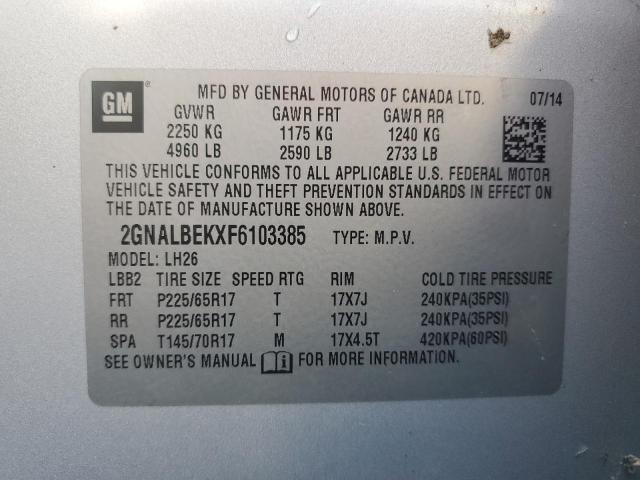 GM ®
MFD BY GENERAL MOTORS OF CANADA LTD. 07/14
GVWR GAWR FRT GAWR RR
2250 KG 1175 KG 1240 KG
4960 LB 2590 LB 2733 LB
THIS VEHICLE CONFORMS TO ALL APPLICABLE U.S. FEDERAL MOTOR
VEHICLE SAFETY AND THEFT PREVENTION STANDARDS IN EFFECT ON
THE DATE OF MANUFACTURE SHOWN ABOVE.
2GNALBEKXF6103385 TYPE: M.P.V.
MODEL: LH26
LBB2 TIRE SIZE SPEED RTG RIM COLD TIRE PRESSURE
FRT P225/65R17 T 17X7J 240KPA(35PSI)
RR P225/65R17 T 17X7J 240KPA(35PSI)
SPA T145/70R17 M 17X4.5T 420KPA(60PSI)
SEE OWNER'S MANUAL i FOR MORE INFORMATION.